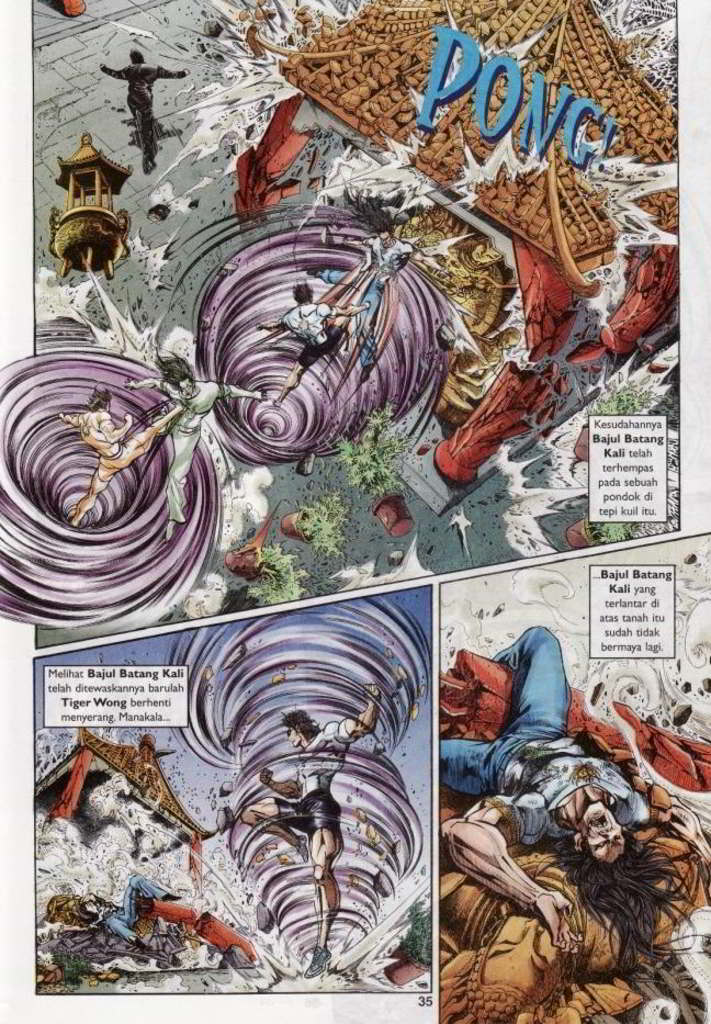 PONG!
Kesudahannya
Bajul Batang
Kali telah
terhempas
pada sebuah
pondok di
tepi kuil itu.
Melihat Bajul Batang Kali
telah ditewaskannya barulah
Tiger Wong berhenti
menyerang. Manakala...
...Bajul Batang
Kali yang
terlantar di
atas tanah itu
sudah tidak
bermaya lagi.
35